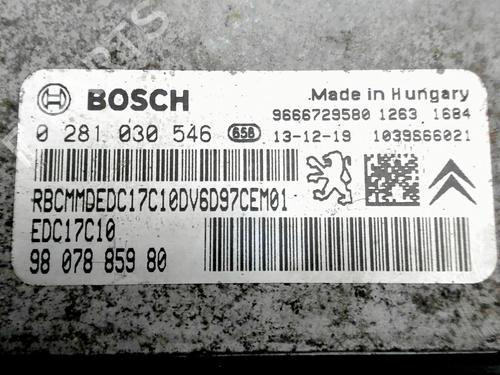 BOSCH
Made in Hungary
9666729580 1263 1684
0 281 030 546 656 13-12-19 1039S66021
RBCMMDEDC17C10DV6D97CEM01
EDC17C10
98 078 859 80